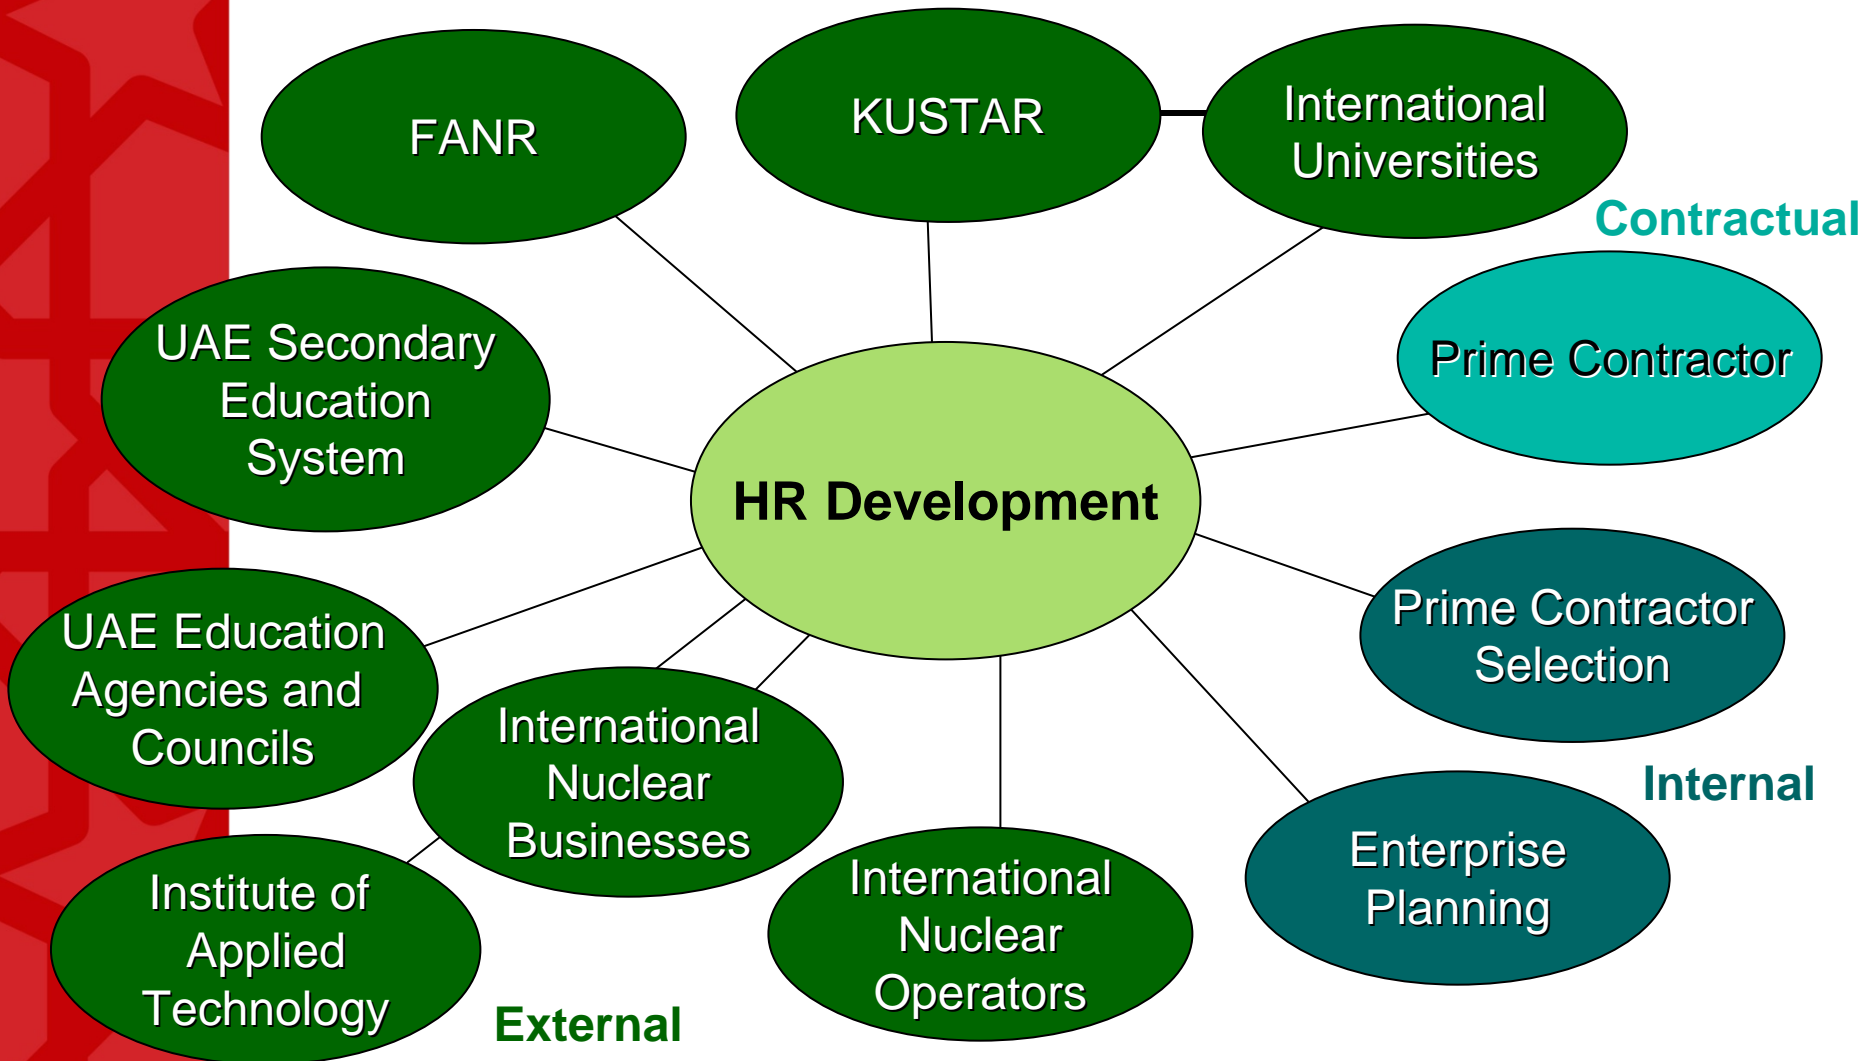 FANR
KUSTAR
International
Universities
Contractual
UAE Secondary
Education
System
Prime Contractor
HR Development
UAE Education
Agencies and
Councils
Prime Contractor
Selection
International
Nuclear
Businesses
Internal
Enterprise
Planning
Institute of
Applied
Technology
International
Nuclear
Operators
External